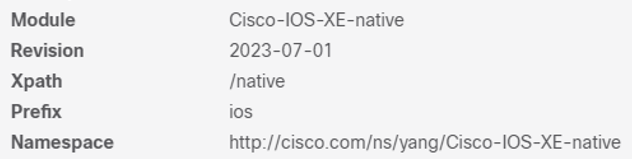 Module Cisco-IOS-XE-native
Revision 2023-07-01
Xpath /native
Prefix ios
Namespace http://cisco.com/ns/yang/Cisco-IOS-XE-native